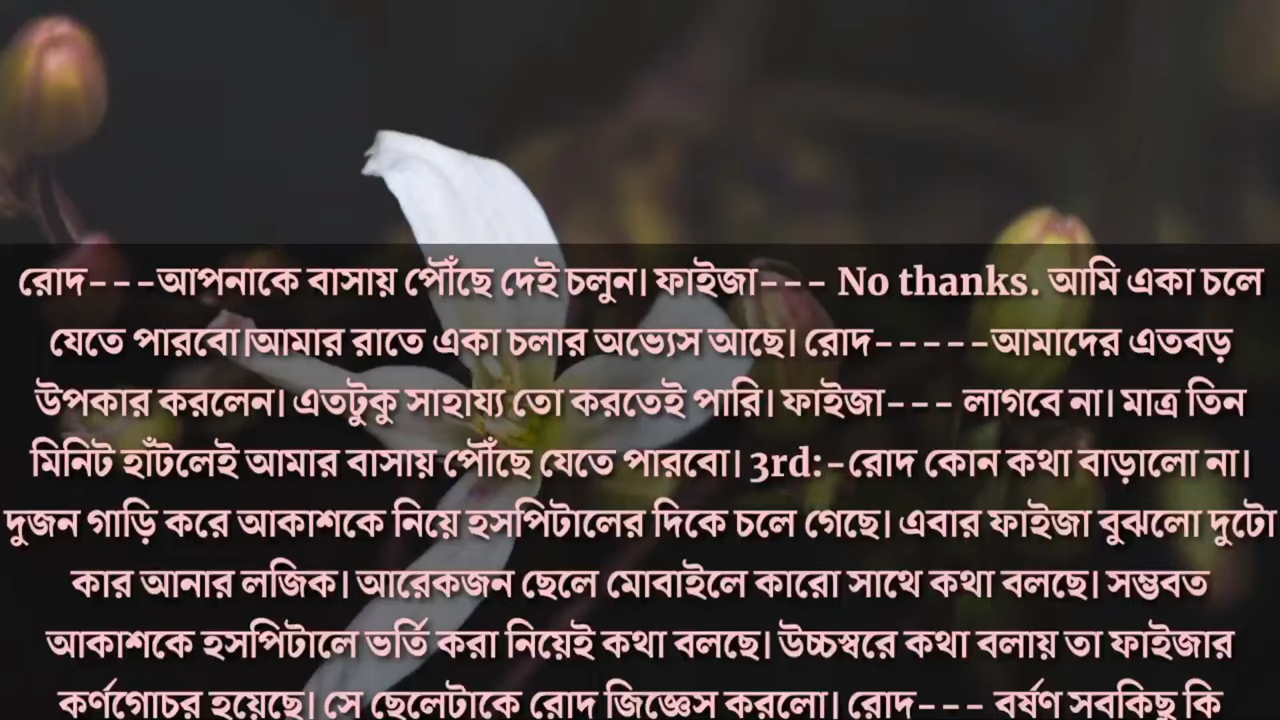 রোদ---আপনাকে বাসায় পৌঁছে দেই চলুন। ফাইজা--- No thanks. আমি একা চলে
যেতে পারবো।আমার রাতে একা চলার অভ্যেস আছে। রোদ-----আমাদের এতবড়
উপকার করলেন। এতটুকু সাহায্য তো করতেই পারি। ফাইজা--- লাগবে না। মাত্র তিন
মিনিট হাঁটলেই আমার বাসায় পৌঁছে যেতে পারবো। 3rd:-রোদ কোন কথা বাড়ালো না।
দুজন গাড়ি করে আকাশকে নিয়ে হসপিটালের দিকে চলে গেছে। এবার ফাইজা বুঝলো দুটো
কার আনার লজিক। আরেকজন ছেলে মোবাইলে কারো সাথে কথা বলছে। সম্ভবত
আকাশকে হসপিটালে ভর্তি করা নিয়েই কথা বলছে। উচ্চস্বরে কথা বলায় তা ফাইজার
কর্ণগোচর হয়েছে। সে ছেলেটাকে রোদ জিজ্ঞেস করলো। রোদ--- বর্ষণ সবকিছু কি